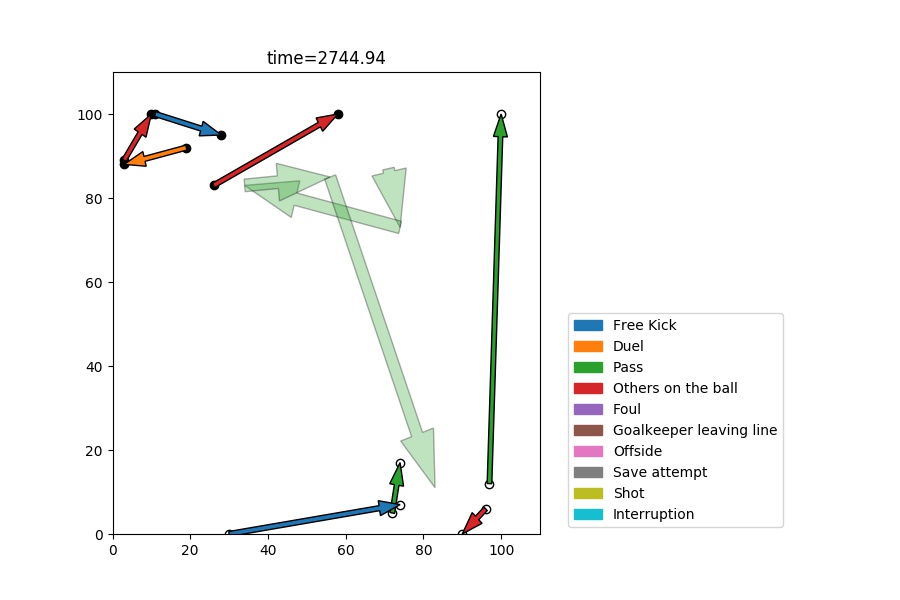 time=2744.94
100
80
60
40
20
0
0 20 40 60 80 100
Free Kick
Duel
Pass
Others on the ball
Foul
Goalkeeper leaving line
Offside
Save attempt
Shot
Interruption